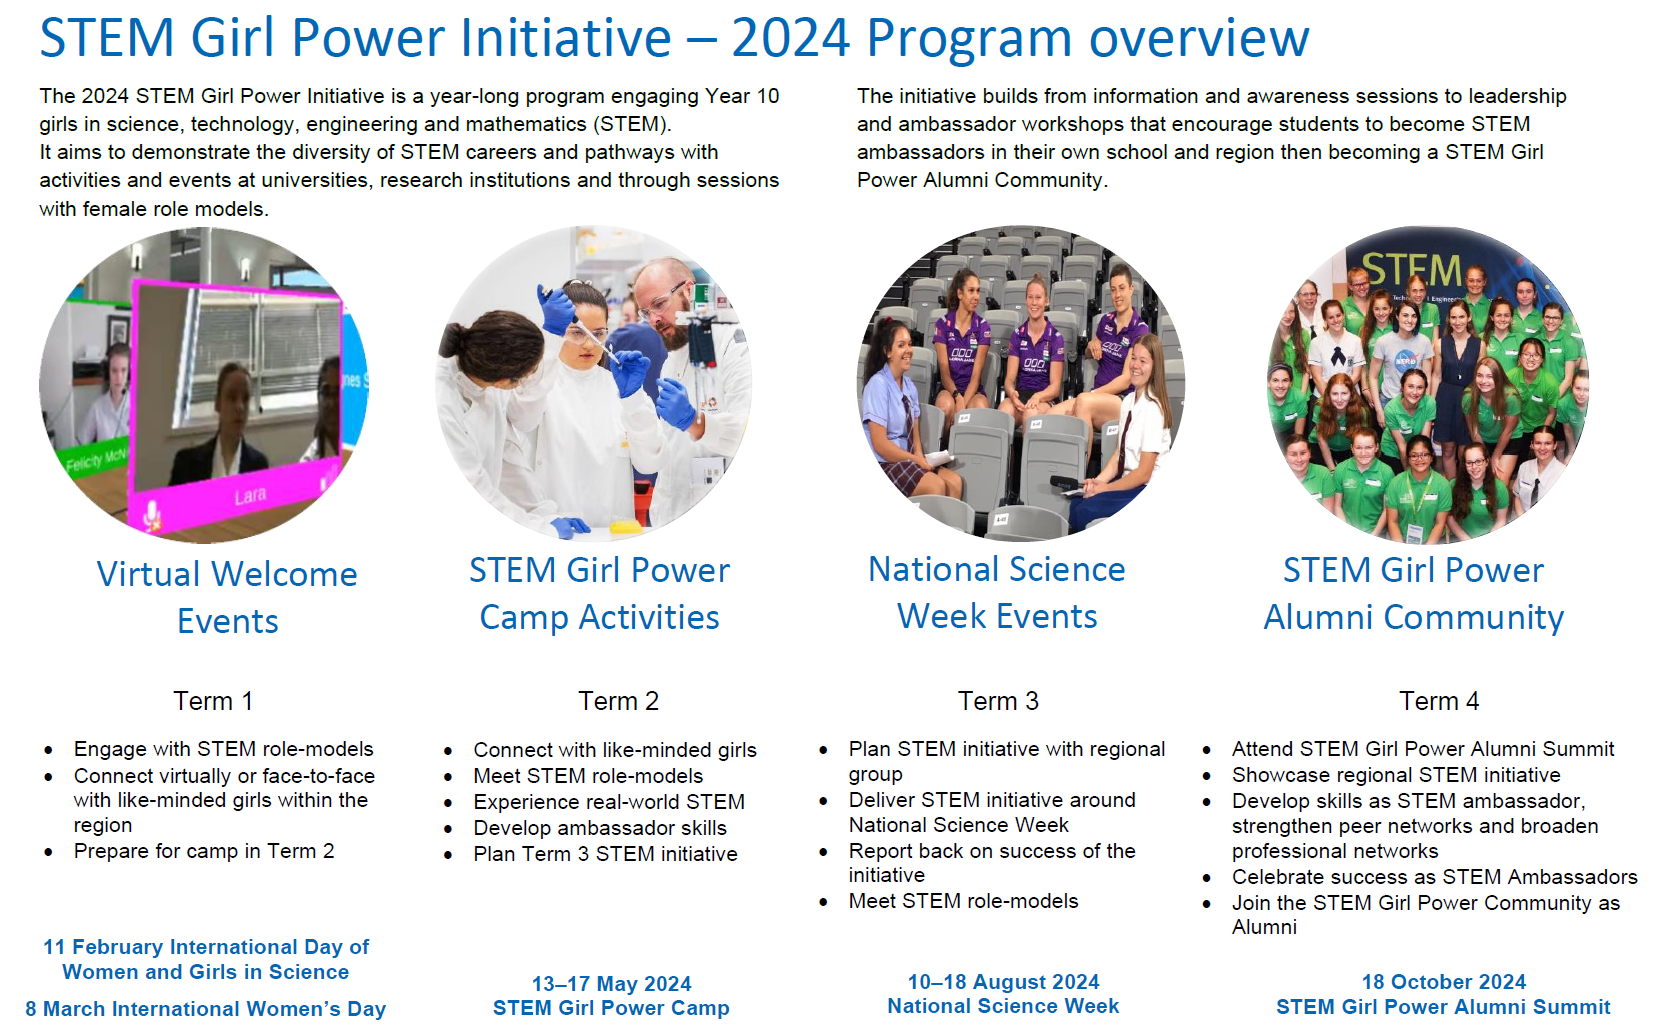 STEM Girl Power Initiative – 2024 Program overview
The 2024 STEM Girl Power Initiative is a year-long program engaging Year 10
girls in science, technology, engineering and mathematics (STEM).
It aims to demonstrate the diversity of STEM careers and pathways with
activities and events at universities, research institutions and through sessions
with female role models.
The initiative builds from information and awareness sessions to leadership
and ambassador workshops that encourage students to become STEM
ambassadors in their own school and region then becoming a STEM Girl
Power Alumni Community.
Felicity McN
Lara
nes S
STEM
Virtual Welcome
Events
STEM Girl Power
Camp Activities
National Science
Week Events
STEM Girl Power
Alumni Community
Term 1
• Engage with STEM role-models
• Connect virtually or face-to-face
with like-minded girls within the
region
• Prepare for camp in Term 2
11 February International Day of
Women and Girls in Science
8 March International Women’s Day
Term 2
• Connect with like-minded girls
• Meet STEM role-models
• Experience real-world STEM
• Develop ambassador skills
• Plan Term 3 STEM initiative
13–17 May 2024
STEM Girl Power Camp
Term 3
• Plan STEM initiative with regional
group
• Deliver STEM initiative around
National Science Week
• Report back on success of the
initiative
• Meet STEM role-models
10–18 August 2024
National Science Week
Term 4
• Attend STEM Girl Power Alumni Summit
• Showcase regional STEM initiative
• Develop skills as STEM ambassador,
strengthen peer networks and broaden
professional networks
• Celebrate success as STEM Ambassadors
• Join the STEM Girl Power Community as
Alumni
18 October 2024
STEM Girl Power Alumni Summit